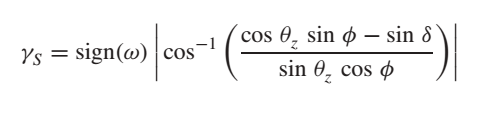 γ_S = sign(ω) | cos⁻¹ ( (cos θ_z sin ϕ − sin δ) / (sin θ_z cos ϕ) ) |